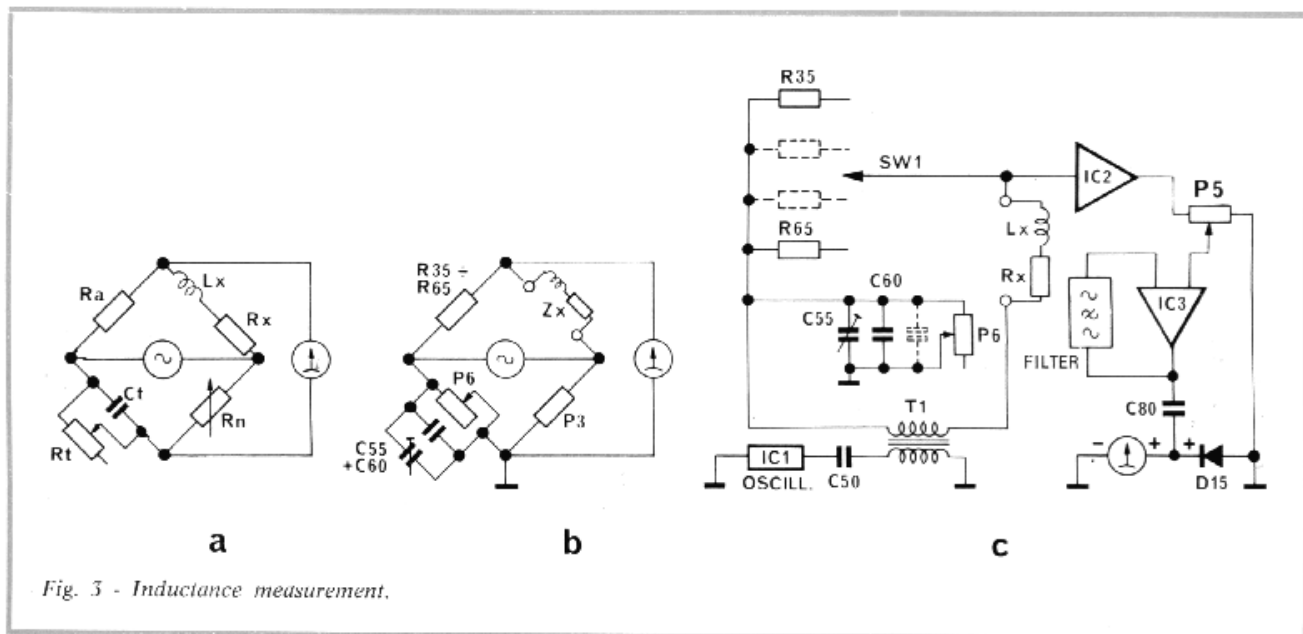 Ra
Lx
Rx
Ct
Rt
Rn
a
R35 ÷
R65
Zx
P6
P3
C55
+C60
b
R35
SW1
R65
IC2
P5
Lx
Rx
C60
C55
P6
IC3
FILTER
T1
C80
IC1
OSCILL.
C50
- +
+
D15
c
Fig. 3 - Inductance measurement.